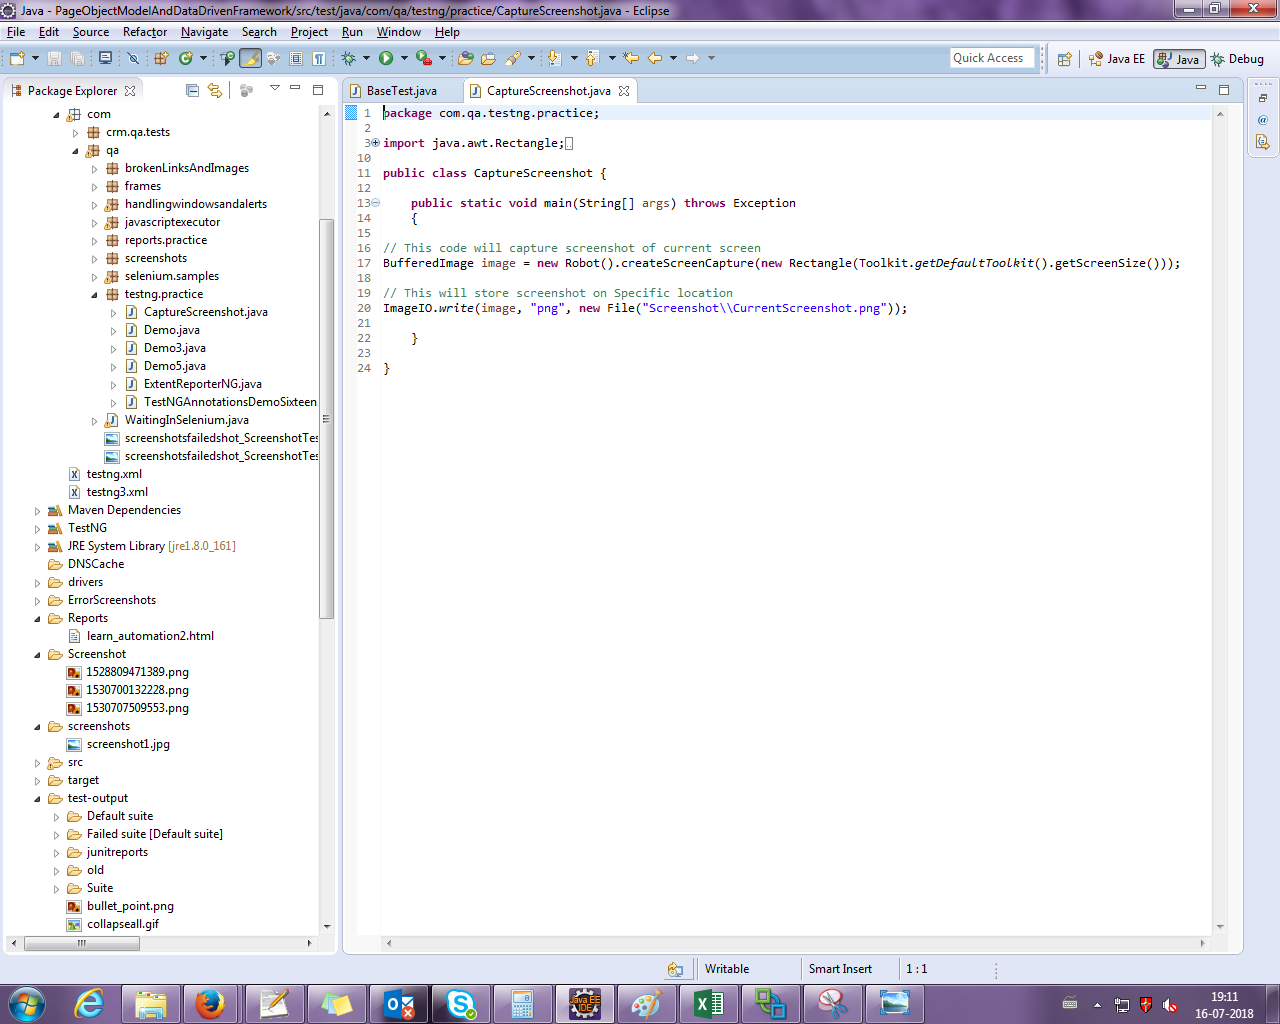 Java - PageObjectModelAndDataDrivenFramework/src/test/java/com/qa/testng/practice/CaptureScreenshot.java - Eclipse
File Edit Source Refactor Navigate Search Project Run Window Help
Quick Access
Java EE
Java
Debug
Package Explorer
com
crm.qa.tests
qa
brokenLinksAndImages
frames
handlingwindowsandalerts
javascriptexecutor
reports.practice
screenshots
selenium.samples
testng.practice
CaptureScreenshot.java
Demo.java
Demo3.java
Demo5.java
ExtentReporterNG.java
TestNGAnnotationsDemoSixteen
WaitingInSelenium.java
screenshotsfailedshot_ScreenshotTes
screenshotsfailedshot_ScreenshotTes
testng.xml
testng3.xml
Maven Dependencies
TestNG
JRE System Library [jre1.8.0_161]
DNSCache
drivers
ErrorScreenshots
Reports
learn_automation2.html
Screenshot
1528809471389.png
1530700132228.png
1530707509553.png
screenshots
screenshot1.jpg
src
target
test-output
Default suite
Failed suite [Default suite]
junitreports
old
Suite
bullet_point.png
collapseall.gif
BaseTest.java
CaptureScreenshot.java
1 package com.qa.testng.practice;
2
3 import java.awt.Rectangle;
10
11 public class CaptureScreenshot {
12
13 public static void main(String[] args) throws Exception
14 {
15
16 // This code will capture screenshot of current screen
17 BufferedImage image = new Robot().createScreenCapture(new Rectangle(Toolkit.getDefaultToolkit().getScreenSize()));
18
19 // This will store screenshot on Specific location
20 ImageIO.write(image, "png", new File("Screenshot\\CurrentScreenshot.png"));
21
22 }
23
24 }
Writable
Smart Insert
1 : 1
Java EE
IDE
19:11
16-07-2018